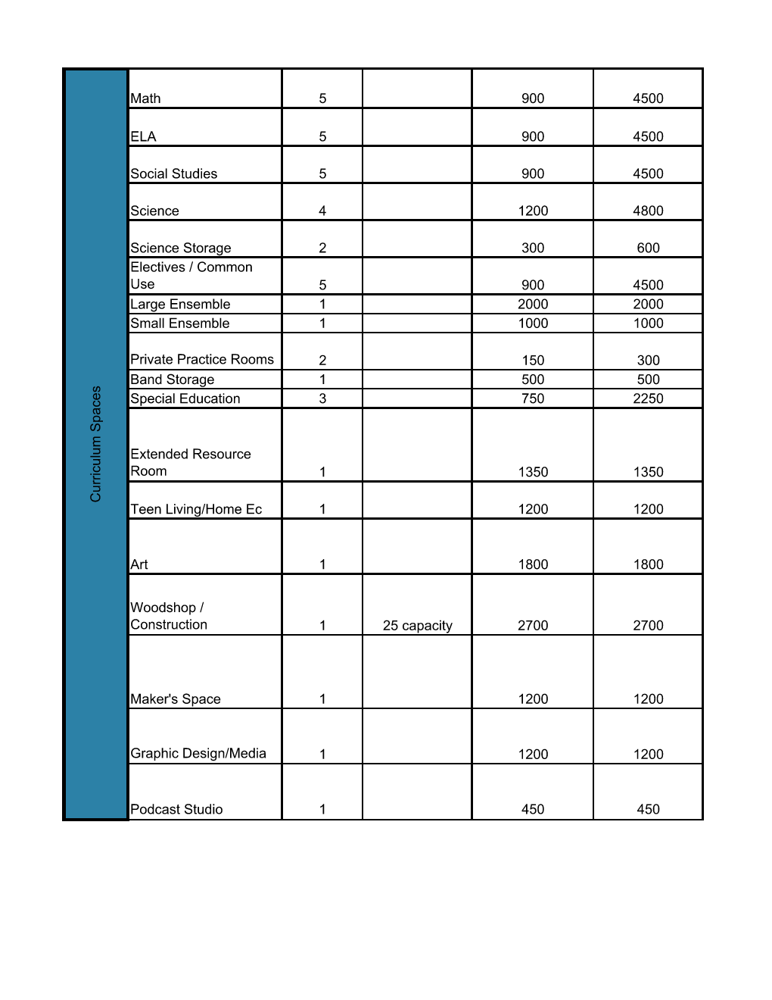 Curriculum Spaces
Math 5 900 4500
ELA 5 900 4500
Social Studies 5 900 4500
Science 4 1200 4800
Science Storage 2 300 600
Electives / Common
Use 5 900 4500
Large Ensemble 1 2000 2000
Small Ensemble 1 1000 1000
Private Practice Rooms 2 150 300
Band Storage 1 500 500
Special Education 3 750 2250
Extended Resource
Room 1 1350 1350
Teen Living/Home Ec 1 1200 1200
Art 1 1800 1800
Woodshop /
Construction 1 25 capacity 2700 2700
Maker's Space 1 1200 1200
Graphic Design/Media 1 1200 1200
Podcast Studio 1 450 450